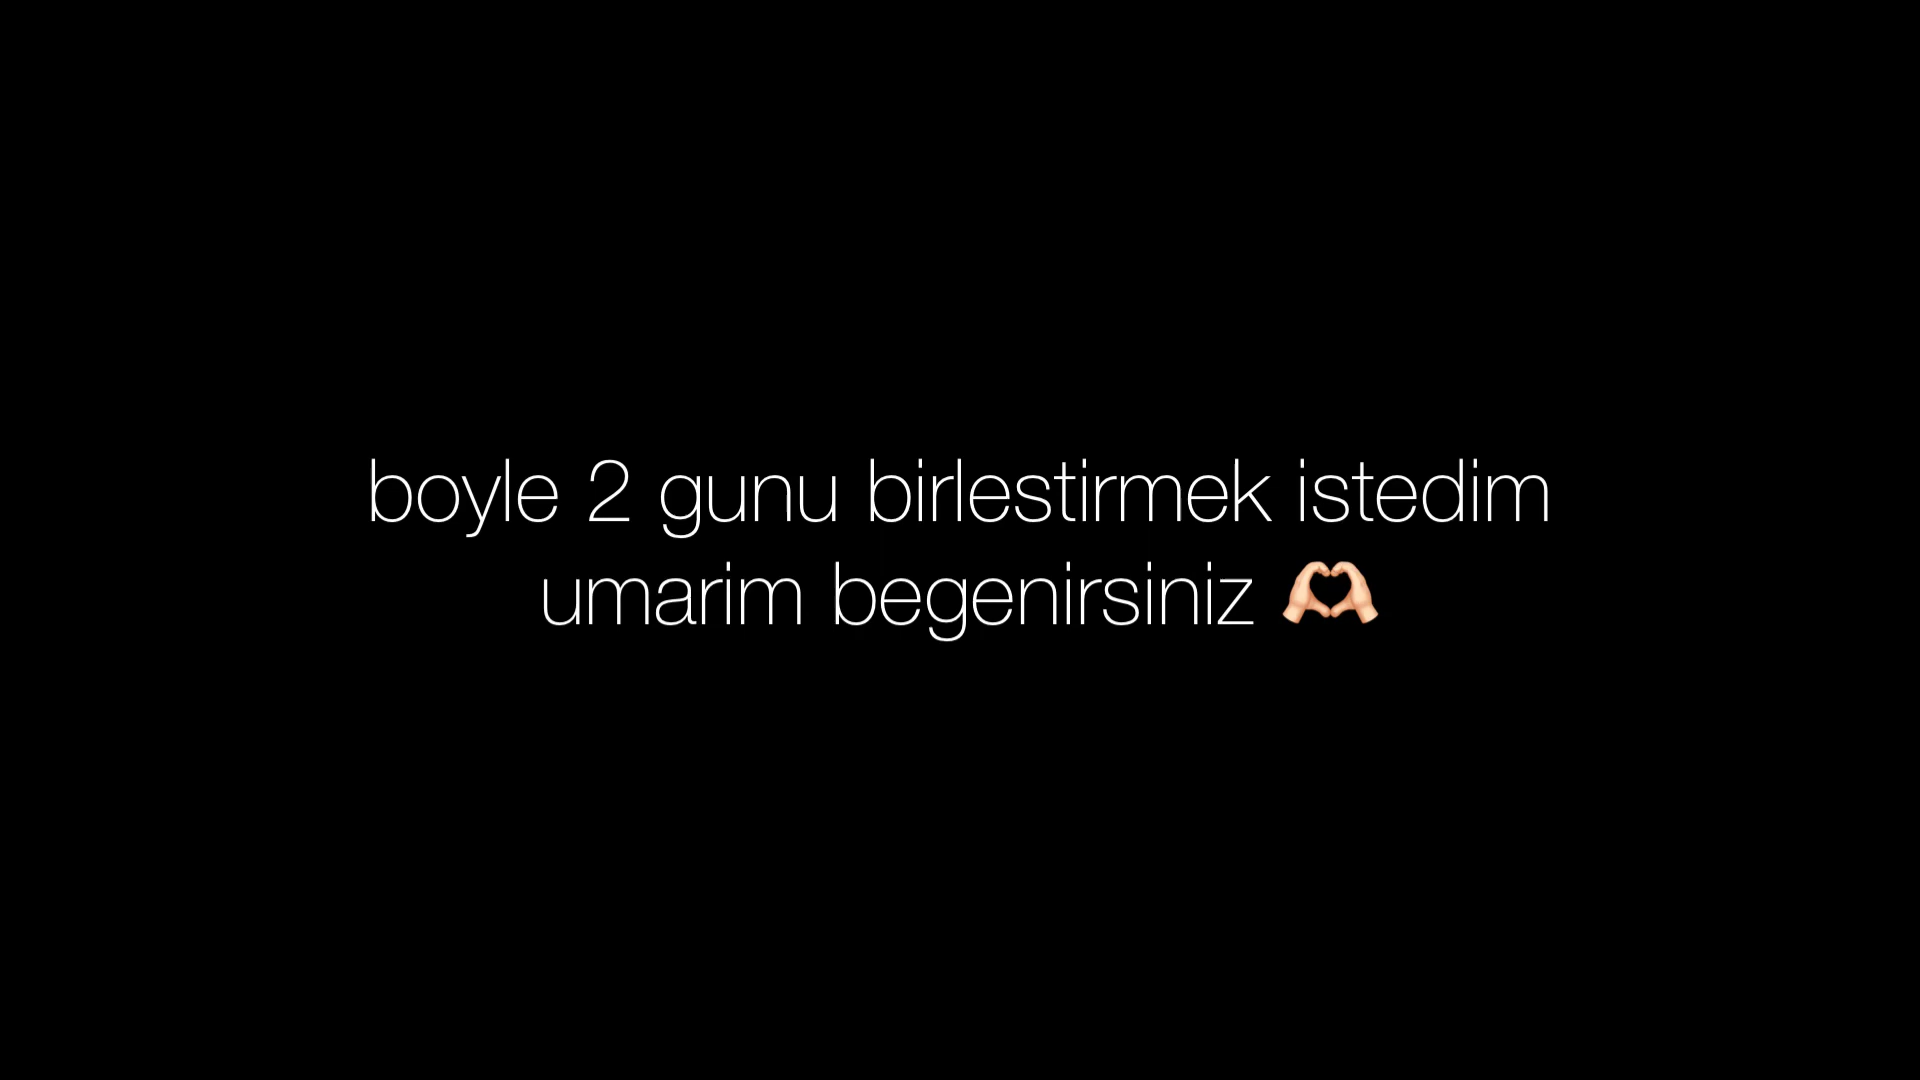 boyle 2 gunu birlestirmek istedim
umarim begenirsiniz 🫶🏻